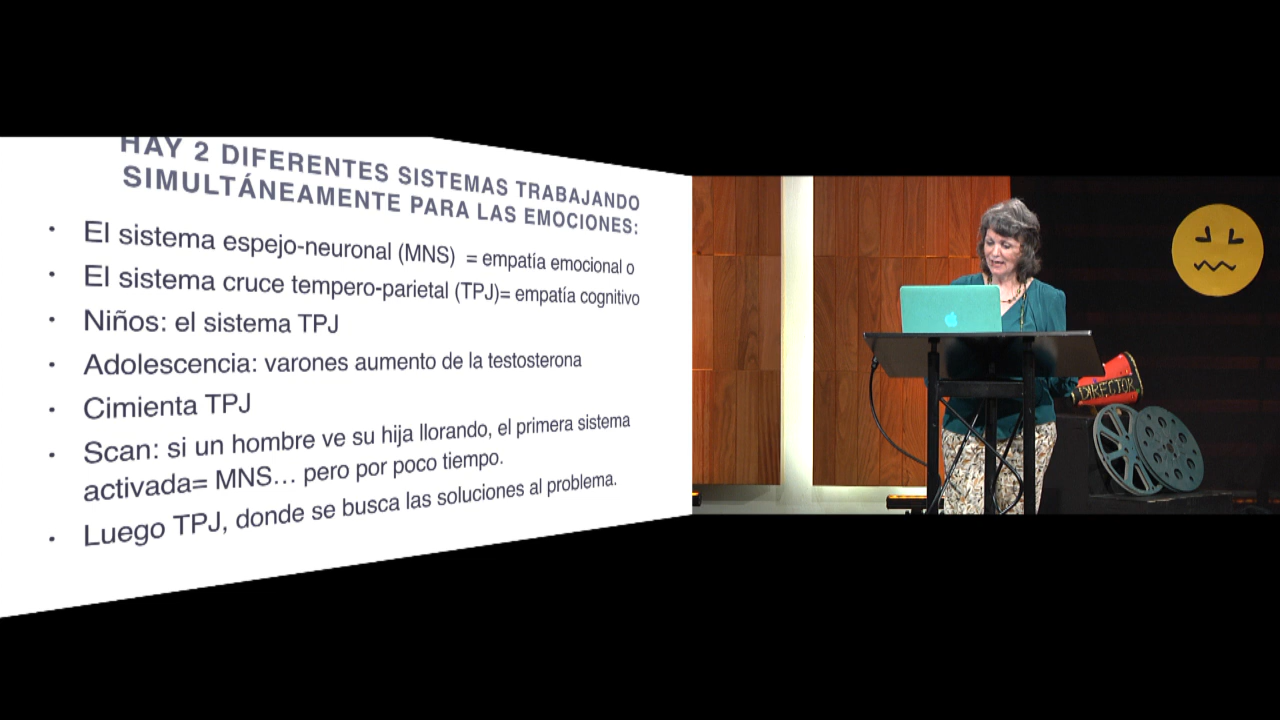 HAY 2 DIFERENTES SISTEMAS TRABAJANDO
SIMULTÁNEAMENTE PARA LAS EMOCIONES:
• El sistema espejo-neuronal (MNS) = empatía emocional o
• El sistema cruce tempero-parietal (TPJ)= empatía cognitivo
• Niños: el sistema TPJ
• Adolescencia: varones aumento de la testosterona
• Cimienta TPJ
• Scan: si un hombre ve su hija llorando, el primera sistema
activada= MNS... pero por poco tiempo.
• Luego TPJ, donde se busca las soluciones al problema.
DIRECTOR